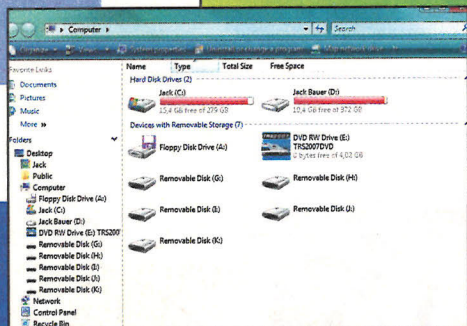 Computer
Search
Organize Views System properties Uninstall or change a program Map network drive
Favorite Links
Documents
Pictures
Music
More »
Folders
Desktop
Jack
Public
Computer
Floppy Disk Drive (A:)
Jack (C:)
Jack Bauer (D:)
DVD RW Drive (E:) TRS200
Removable Disk (G:)
Removable Disk (H:)
Removable Disk (I:)
Removable Disk (J:)
Removable Disk (K:)
Network
Control Panel
Recycle Bin
Name Type Total Size Free Space
Hard Disk Drives (2)
Jack (C:)
15,4 GB free of 299 GB
Jack Bauer (D:)
10,4 GB free of 372 GB
Devices with Removable Storage (7)
Floppy Disk Drive (A:)
DVD RW Drive (E:)
TRS2007DVD
0 bytes free of 4,02 GB
Removable Disk (G:)
Removable Disk (H:)
Removable Disk (I:)
Removable Disk (J:)
Removable Disk (K:)